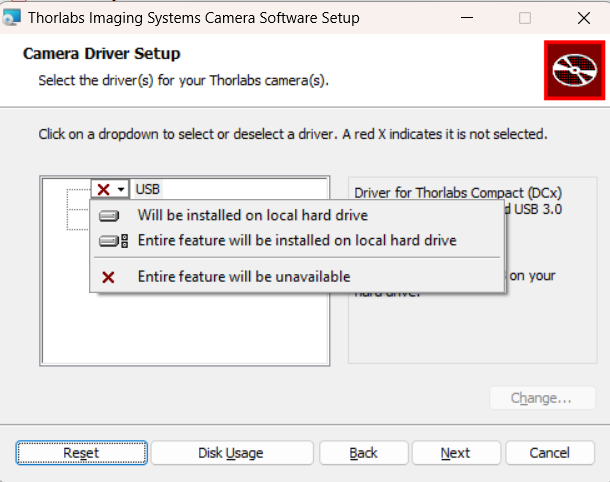 Thorlabs Imaging Systems Camera Software Setup
Camera Driver Setup
Select the driver(s) for your Thorlabs camera(s).
Click on a dropdown to select or deselect a driver. A red X indicates it is not selected.
USB
Will be installed on local hard drive
Entire feature will be installed on local hard drive
Entire feature will be unavailable
Driver for Thorlabs Compact (DCx)
USB 3.0
on your
hard drive.
Change...
Reset
Disk Usage
Back
Next
Cancel